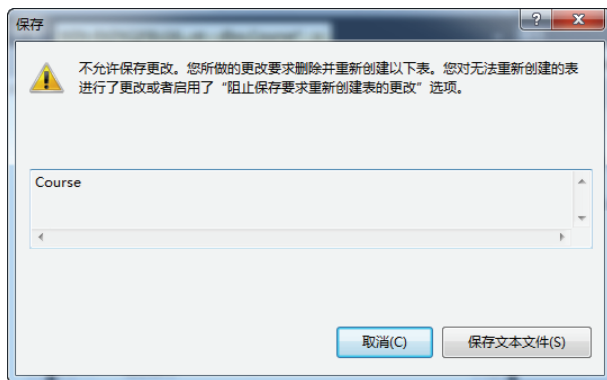 保存
不允许保存更改。您所做的更改要求删除并重新创建以下表。您对无法重新创建的表
进行了更改或者启用了“阻止保存要求重新创建表的更改”选项。
Course
取消(C)
保存文本文件(S)